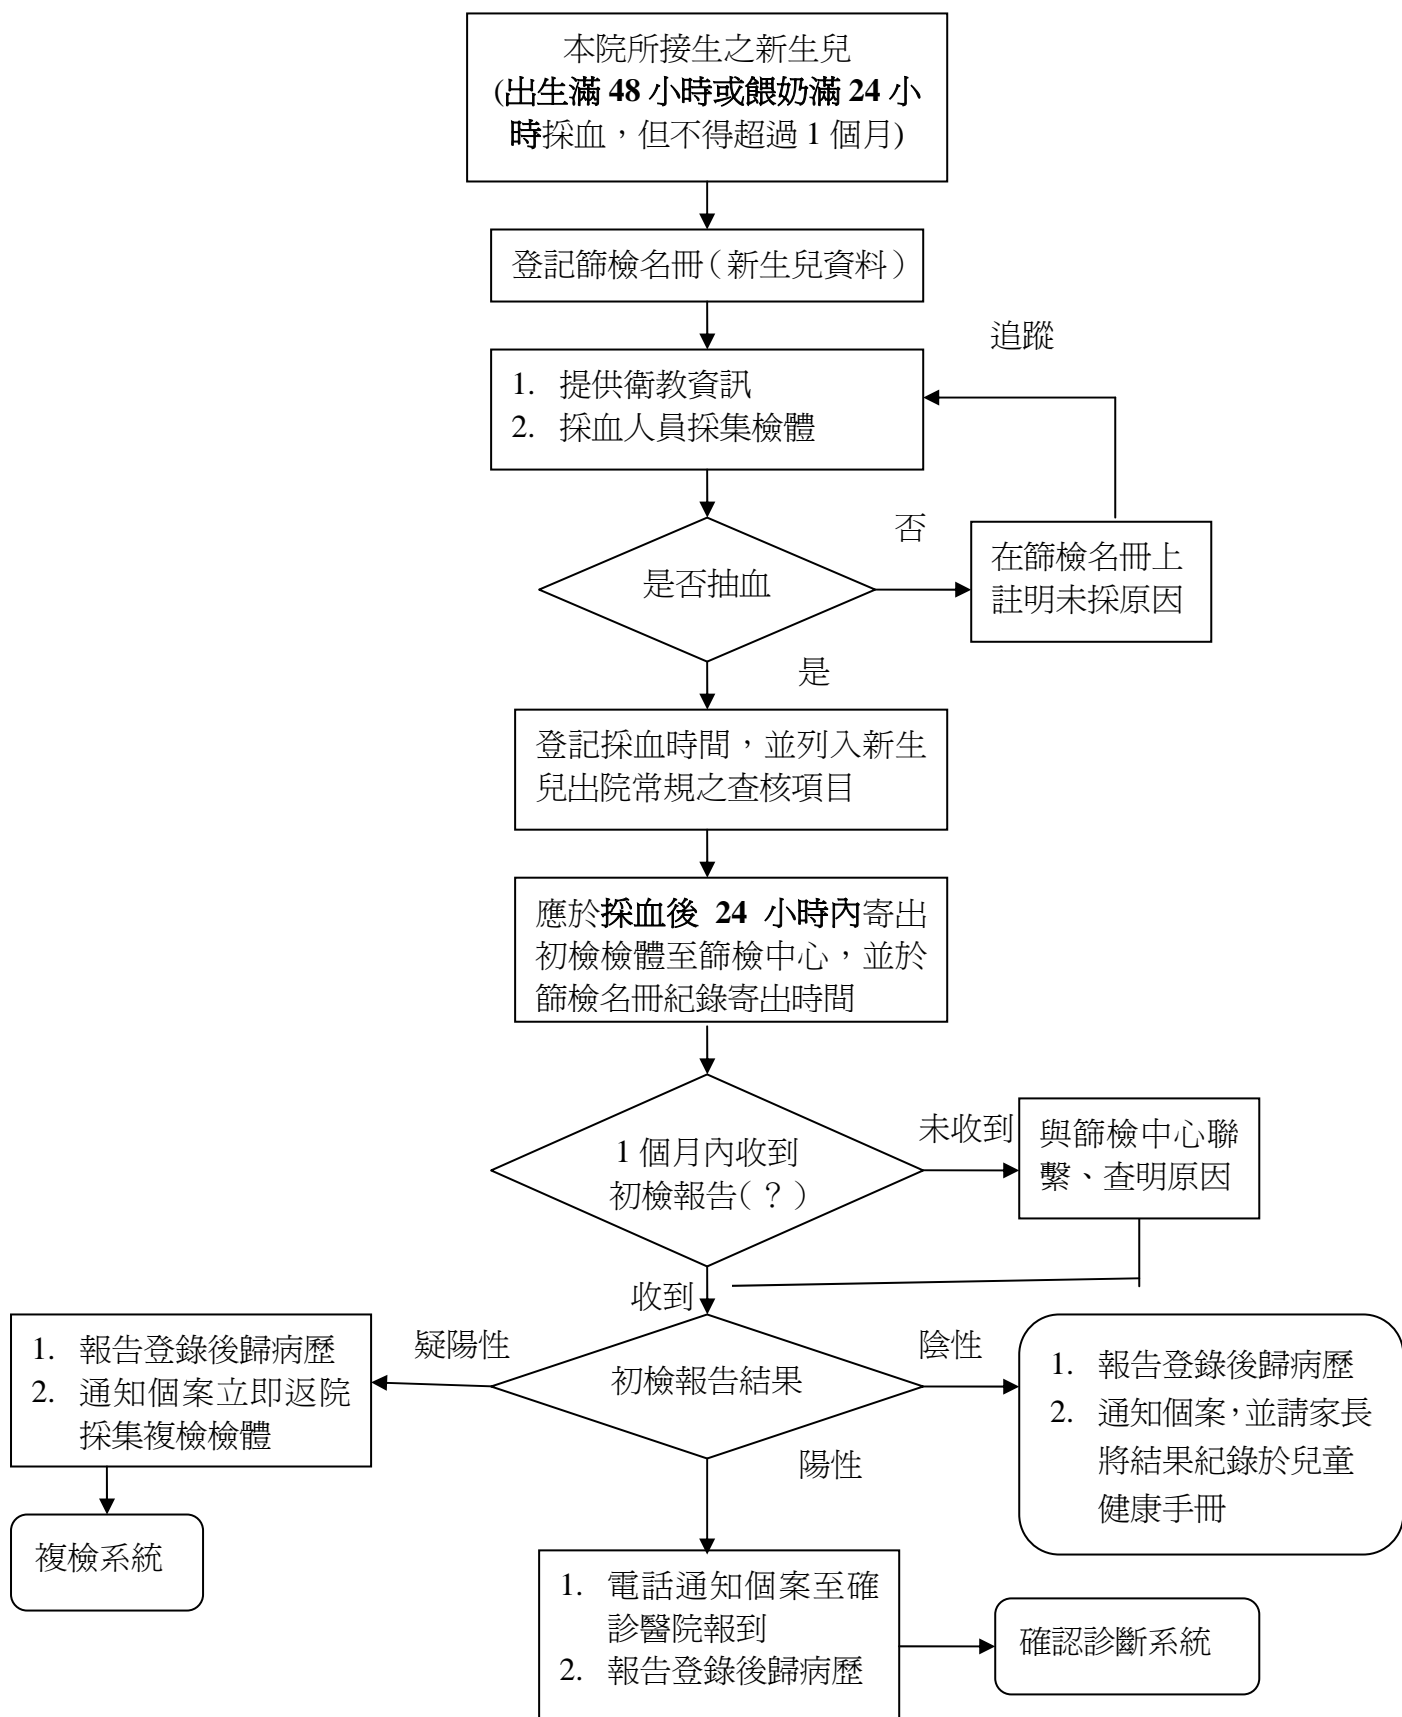 本院所接生之新生兒
(出生滿 48 小時或餵奶滿 24 小
時採血，但不得超過 1 個月)
登記篩檢名冊（新生兒資料）
追蹤
1. 提供衛教資訊
2. 採血人員採集檢體
否
是否抽血
在篩檢名冊上
註明未採原因
是
登記採血時間，並列入新生
兒出院常規之查核項目
應於採血後 24 小時內寄出
初檢檢體至篩檢中心，並於
篩檢名冊紀錄寄出時間
1 個月內收到
初檢報告（？）
未收到
與篩檢中心聯
繫、查明原因
收到
初檢報告結果
疑陽性
陰性
陽性
1. 報告登錄後歸病歷
2. 通知個案立即返院
採集複檢檢體
1. 報告登錄後歸病歷
2. 通知個案，並請家長
將結果紀錄於兒童
健康手冊
複檢系統
1. 電話通知個案至確
診醫院報到
2. 報告登錄後歸病歷
確認診斷系統